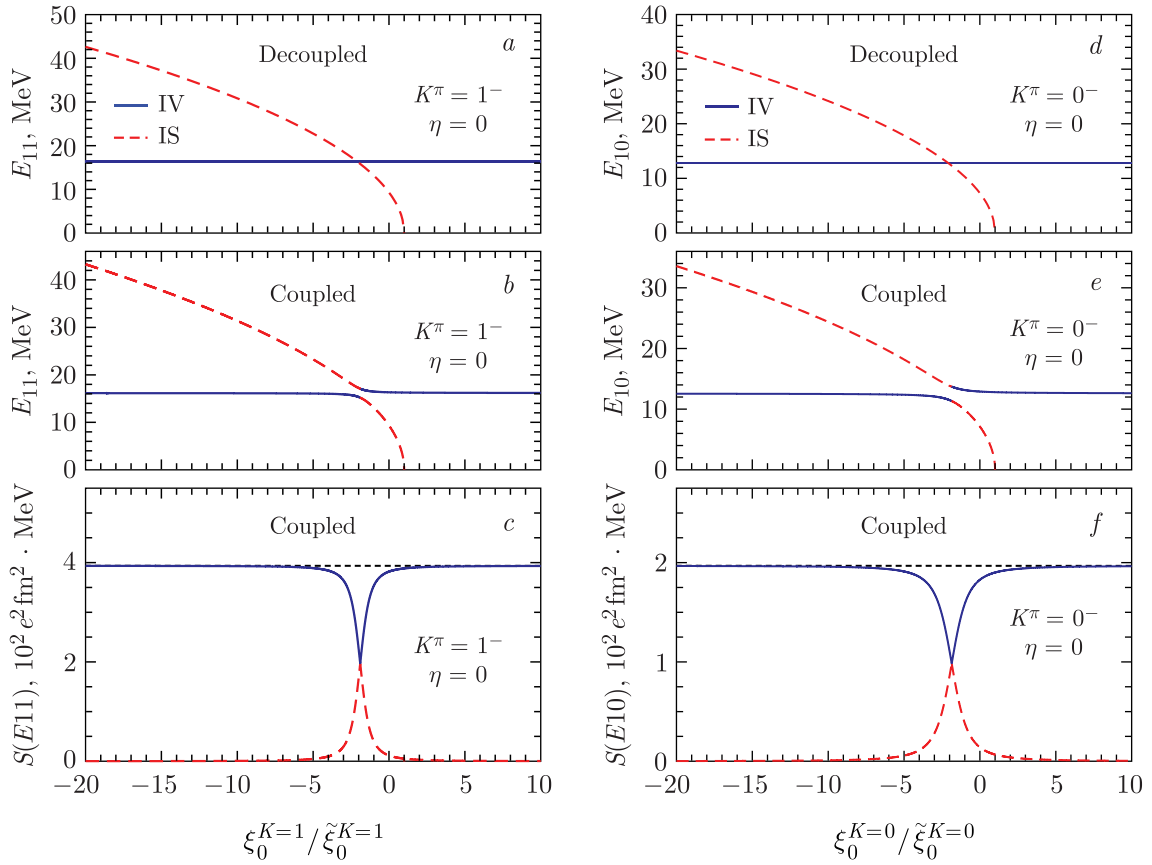 50
40
30
20
10
0
E₁₁, MeV
Decoupled
a
IV
IS
Kπ = 1−
η = 0
40
30
20
10
0
E₁₀, MeV
Decoupled
d
IV
IS
Kπ = 0−
η = 0
40
30
20
10
0
E₁₁, MeV
Coupled
b
Kπ = 1−
η = 0
30
20
10
0
E₁₀, MeV
Coupled
e
Kπ = 0−
η = 0
4
2
0
S(E11), 10² e² fm² · MeV
Coupled
c
Kπ = 1−
η = 0
−20 −15 −10 −5 0 5 10
ξ₀ᴷ⁼¹/ξ̃₀ᴷ⁼¹
2
1
0
S(E10), 10² e² fm² · MeV
Coupled
f
Kπ = 0−
η = 0
−20 −15 −10 −5 0 5 10
ξ₀ᴷ⁼⁰/ξ̃₀ᴷ⁼⁰